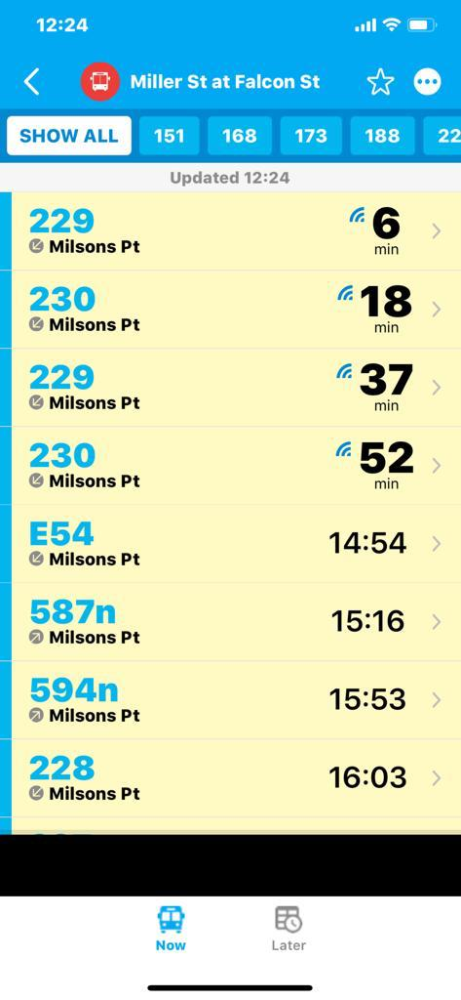 12:24
Miller St at Falcon St
SHOW ALL 151 168 173 188 22
Updated 12:24
229 6
Milsons Pt min
230 18
Milsons Pt min
229 37
Milsons Pt min
230 52
Milsons Pt min
E54 14:54
Milsons Pt
587n 15:16
Milsons Pt
594n 15:53
Milsons Pt
228 16:03
Milsons Pt
Now Later